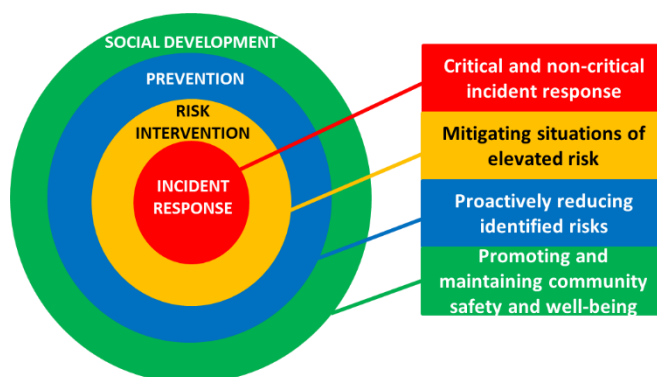 SOCIAL DEVELOPMENT
PREVENTION
RISK
INTERVENTION
INCIDENT
RESPONSE
Critical and non-critical
incident response
Mitigating situations of
elevated risk
Proactively reducing
identified risks
Promoting and
maintaining community
safety and well-being